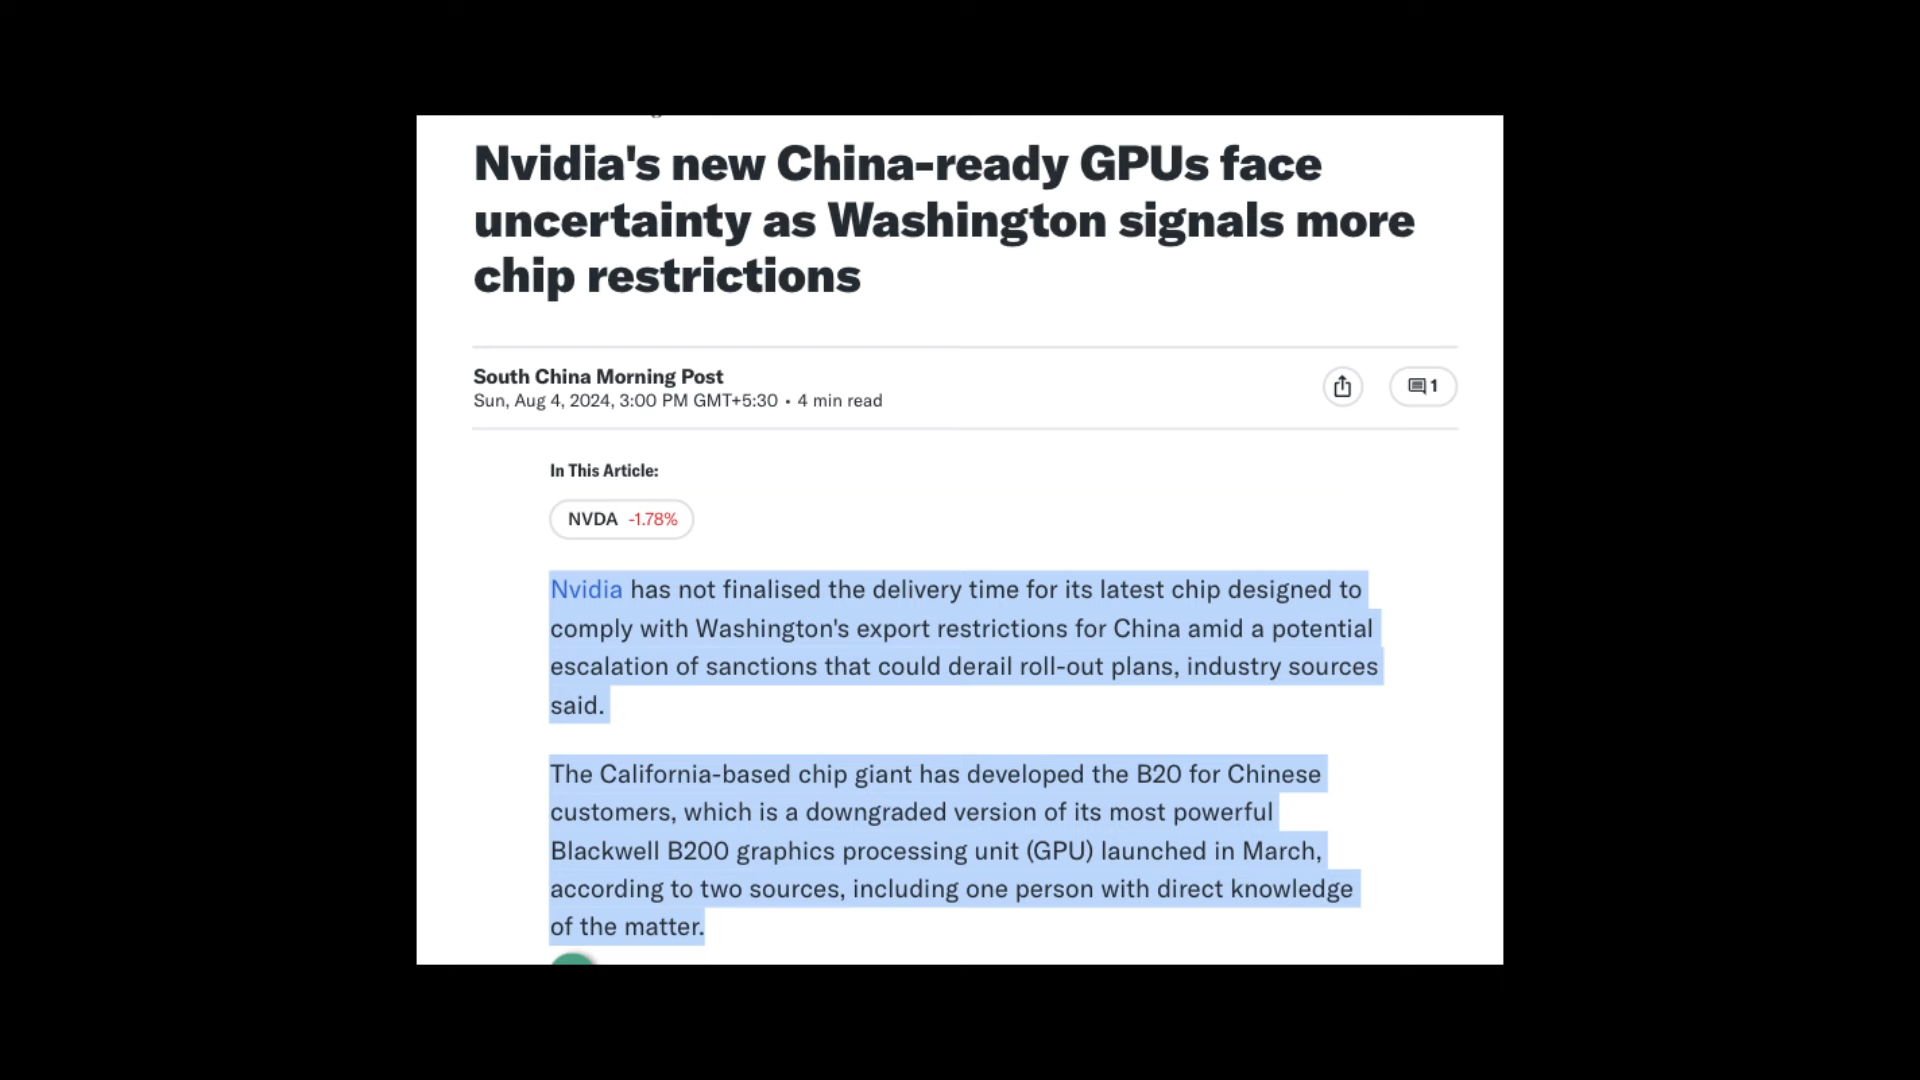 Nvidia's new China-ready GPUs face
uncertainty as Washington signals more
chip restrictions
South China Morning Post
Sun, Aug 4, 2024, 3:00 PM GMT+5:30 • 4 min read
1
In This Article:
NVDA -1.78%
Nvidia has not finalised the delivery time for its latest chip designed to
comply with Washington's export restrictions for China amid a potential
escalation of sanctions that could derail roll-out plans, industry sources
said.
The California-based chip giant has developed the B20 for Chinese
customers, which is a downgraded version of its most powerful
Blackwell B200 graphics processing unit (GPU) launched in March,
according to two sources, including one person with direct knowledge
of the matter.